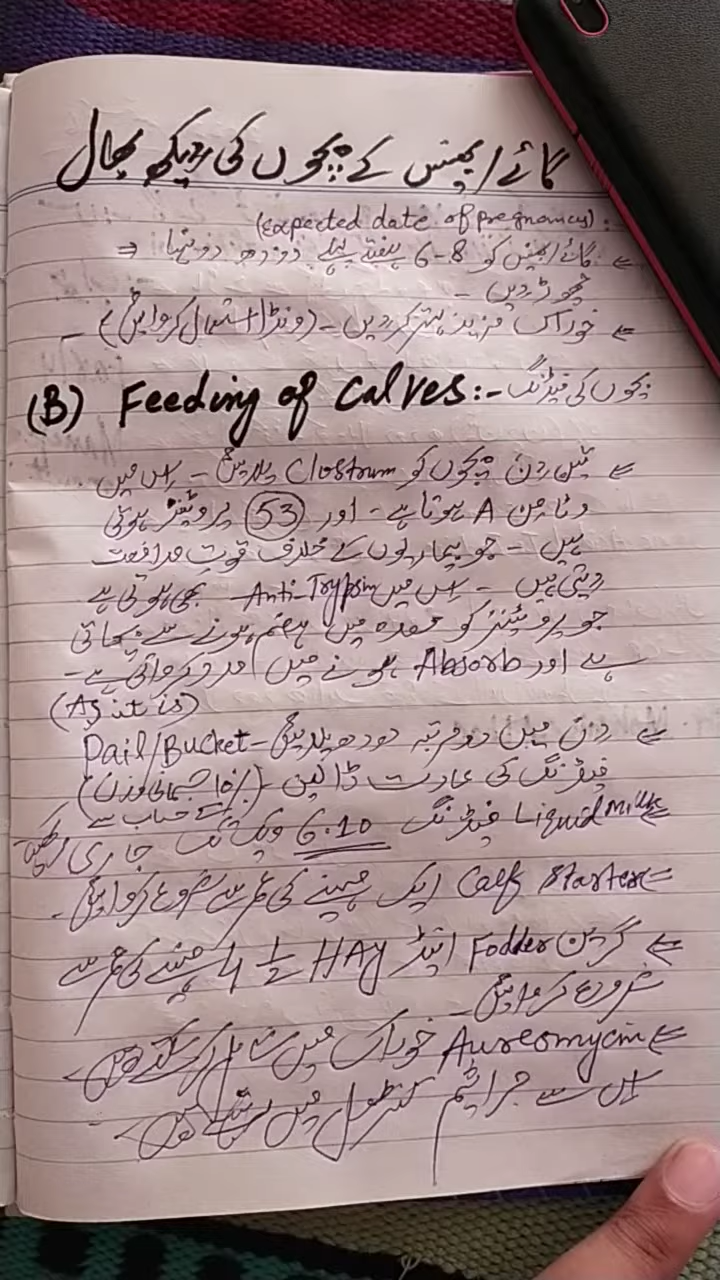 گائے/بھینس کے بچوں کی دیکھ بھال
(expected date of pregnancy) :
⇐ گائے/بھینس کو 8-6 ہفتے پہلے دودھ دوہنا ⇒
چھوڑ دیں -
⇐ خوراک مزید بہتر کر دیں - (ونڈا استعمال کروائیں) -
(B) Feeding of Calves:- بچوں کی فیڈنگ
⇐ تین دن بچوں کو Clostrum پلائیں - اس میں
وٹامن A ہوتا ہے - اور (53) پروٹینز ہوتی
ہیں - جو بیماریوں کے خلاف قوت مدافعت
دیتی ہیں - اس میں Anti-Trypsin بھی ہوتی ہے
جو پروٹینز کو معدہ میں ہضم ہونے سے بچاتی
ہے اور Absorb ہونے میں مدد کرواتی ہے -
(As it is)
⇐ دن میں دو مرتبہ دودھ پلائیں - Pail/Bucket
فیڈنگ کی عادت ڈالیں - (10% جسمانی وزن)
کے حساب سے
⇐ Liquid Milk فیڈنگ 6-10 ویک تک جاری رکھیں
⇐ Calf Starter ایک مہینے کی عمر سے شروع کروائیں -
⇐ گرین Fodder اینڈ HAy 1/2 4 مہینے کی عمر سے
شروع کروائیں -
⇐ Aureomycin خوراک میں شامل کر سکتے ہیں -
اس سے جراثیم کنٹرول میں رہتے ہیں -